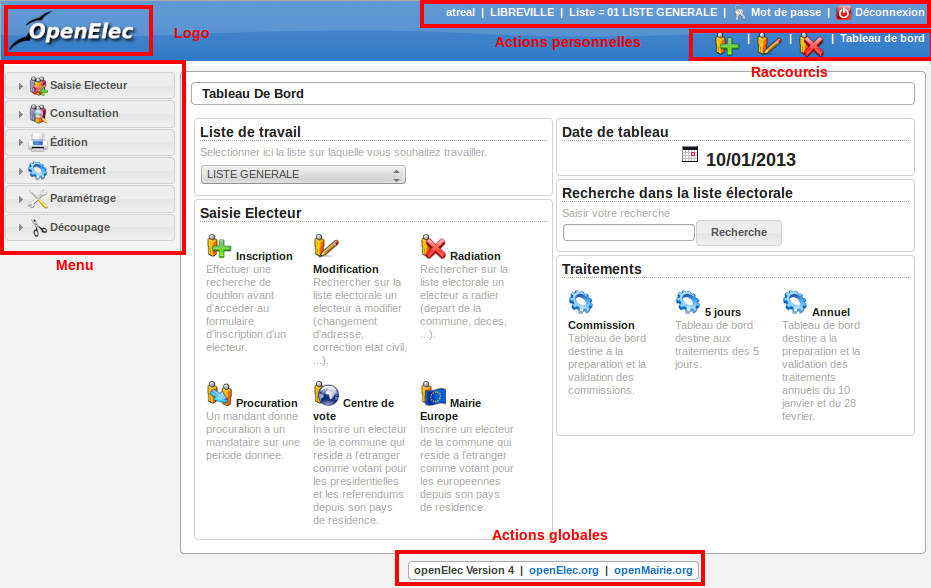 OpenElec
Logo
atreal | LIBREVILLE | Liste = 01 LISTE GENERALE | Mot de passe | Déconnexion
Actions personnelles
| | | Tableau de bord
Raccourcis
Saisie Electeur
Consultation
Édition
Traitement
Paramétrage
Découpage
Menu
Tableau De Bord
Liste de travail
Selectionner ici la liste sur laquelle vous souhaitez travailler.
LISTE GENERALE
Saisie Electeur
Inscription
Effectuer une
recherche de
doublon avant
d'acceder au
formulaire
d'inscription d'un
electeur.
Modification
Rechercher sur la
liste electorale un
electeur a modifier
(changement
d'adresse,
correction etat civil,
...).
Radiation
Rechercher sur la
liste electorale un
electeur a radier
(depart de la
commune, deces,
...).
Procuration
Un mandant donne
procuration a un
mandataire sur une
periode donnee.
Centre de
vote
Inscrire un electeur
de la commune qui
reside a l'etranger
comme votant pour
les presidentielles
et les referendums
depuis son pays
de residence.
Mairie
Europe
Inscrire un electeur
de la commune qui
reside a l'etranger
comme votant pour
les europeennes
depuis son pays
de residence.
Date de tableau
10/01/2013
Recherche dans la liste électorale
Saisir votre recherche
Recherche
Traitements
Commission
Tableau de bord
destine a la
preparation et la
validation des
commissions.
5 jours
Tableau de bord
destine aux
traitements des 5
jours.
Annuel
Tableau de bord
destine a la
preparation et la
validation des
traitements
annuels du 10
janvier et du 28
fevrier.
Actions globales
openElec Version 4 | openElec.org | openMairie.org